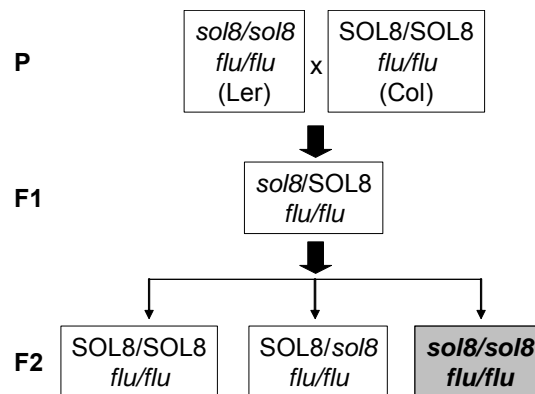 P
sol8/sol8
flu/flu
(Ler)
x
SOL8/SOL8
flu/flu
(Col)
F1
sol8/SOL8
flu/flu
F2
SOL8/SOL8
flu/flu
SOL8/sol8
flu/flu
sol8/sol8
flu/flu